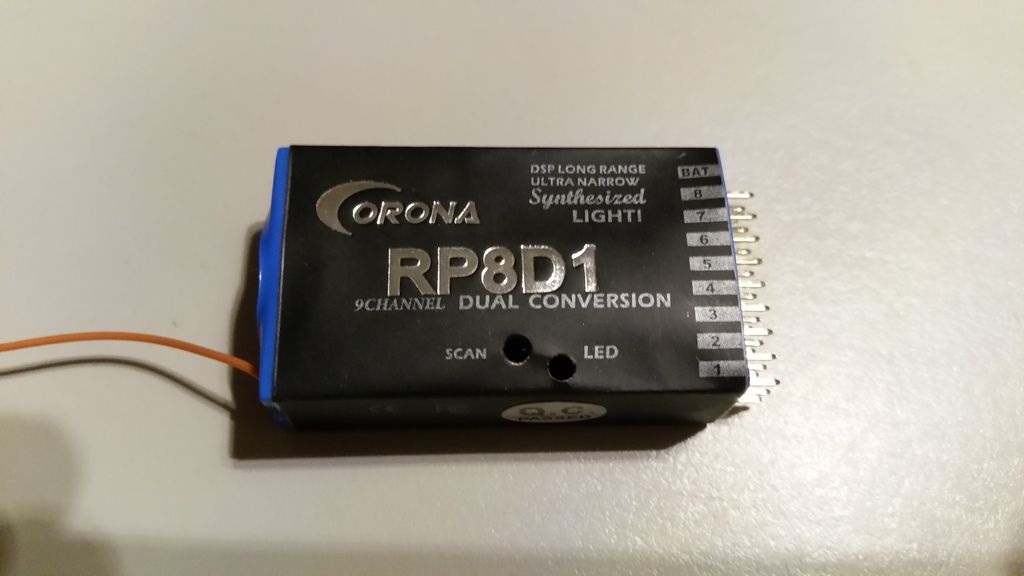 CORONA
DSP LONG RANGE
ULTRA NARROW
Synthesized
LIGHT!
RP8D1
9CHANNEL DUAL CONVERSION
SCAN
LED
BAT
8
7
6
5
4
3
2
1
Q.C
PASSED